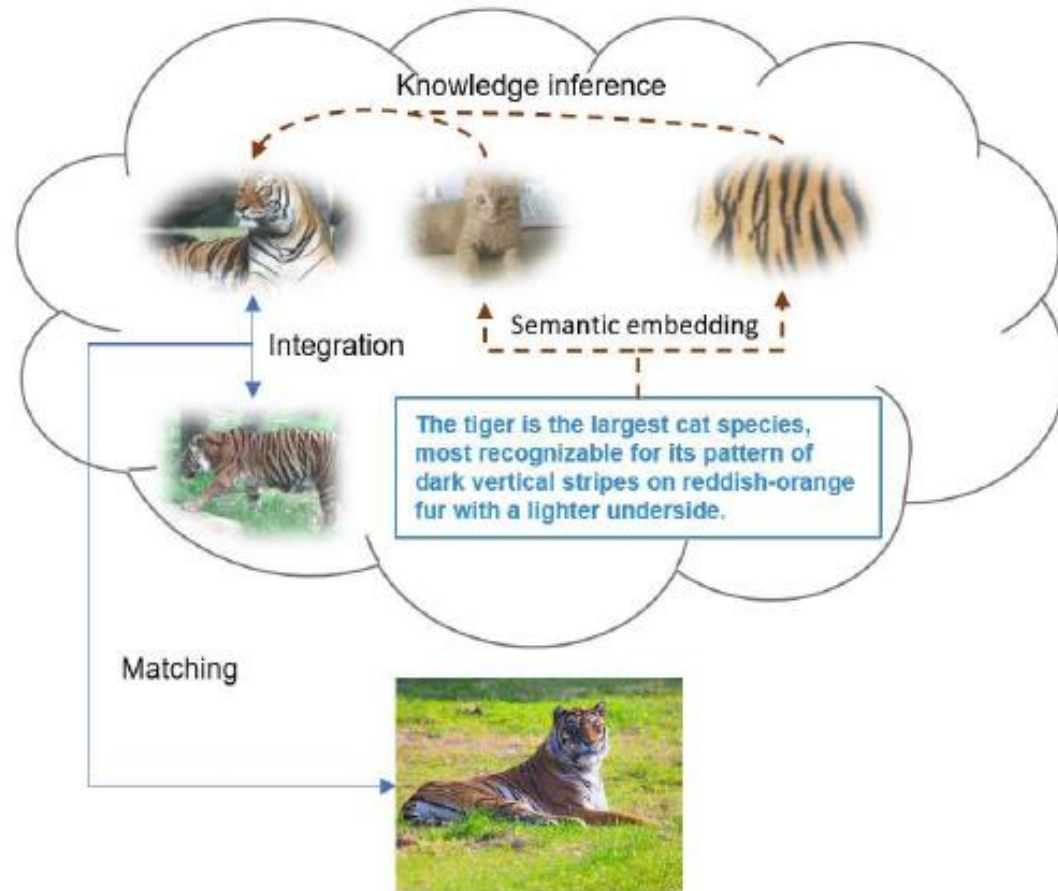 Knowledge inference
Semantic embedding
Integration
The tiger is the largest cat species,
most recognizable for its pattern of
dark vertical stripes on reddish-orange
fur with a lighter underside.
Matching